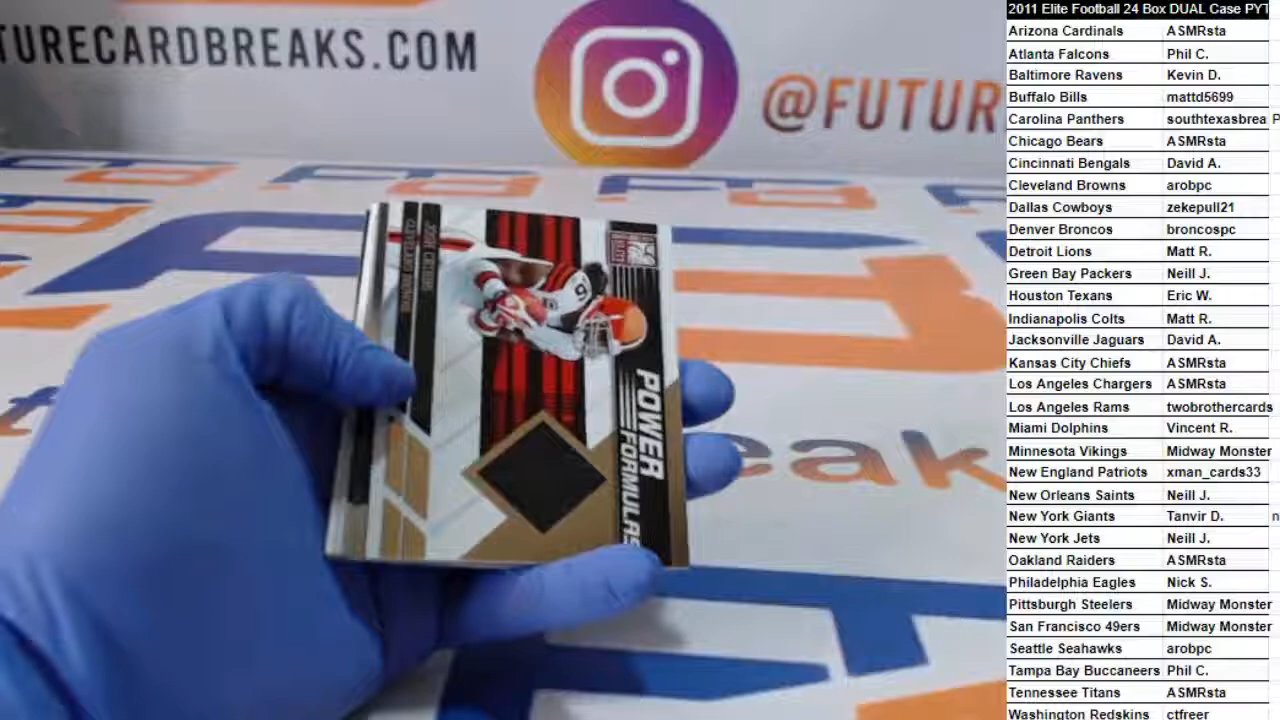 TURECARDBREAKS.COM
@FUTUR
JOSH CRIBBS
CLEVELAND BROWNS
ELITE
POWER
FORMULAS
eak
2011 Elite Football 24 Box DUAL Case PYT
Arizona Cardinals ASMRsta
Atlanta Falcons Phil C.
Baltimore Ravens Kevin D.
Buffalo Bills mattd5699
Carolina Panthers southtexasbrea P
Chicago Bears ASMRsta
Cincinnati Bengals David A.
Cleveland Browns arobpc
Dallas Cowboys zekepull21
Denver Broncos broncospc
Detroit Lions Matt R.
Green Bay Packers Neill J.
Houston Texans Eric W.
Indianapolis Colts Matt R.
Jacksonville Jaguars David A.
Kansas City Chiefs ASMRsta
Los Angeles Chargers ASMRsta
Los Angeles Rams twobrothercards
Miami Dolphins Vincent R.
Minnesota Vikings Midway Monster
New England Patriots xman_cards33
New Orleans Saints Neill J.
New York Giants Tanvir D. n
New York Jets Neill J.
Oakland Raiders ASMRsta
Philadelphia Eagles Nick S.
Pittsburgh Steelers Midway Monster
San Francisco 49ers Midway Monster
Seattle Seahawks arobpc
Tampa Bay Buccaneers Phil C.
Tennessee Titans ASMRsta
Washington Redskins ctfreer